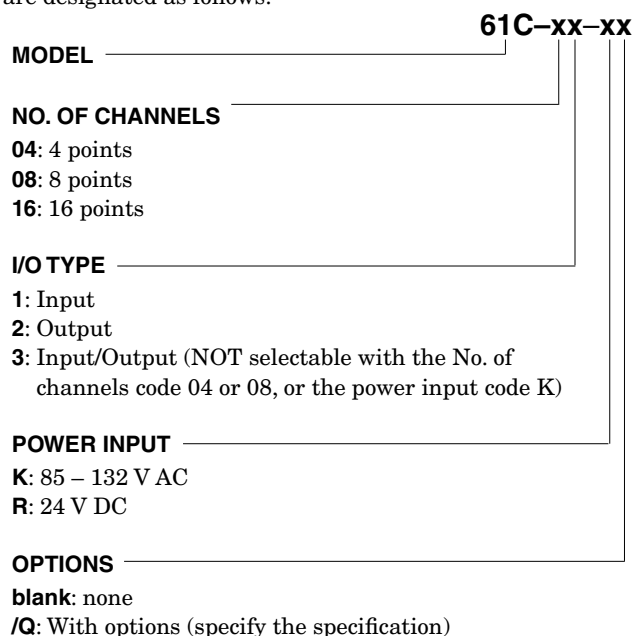 are designated as follows:
61C–xx–xx
MODEL
NO. OF CHANNELS
04: 4 points
08: 8 points
16: 16 points
I/O TYPE
1: Input
2: Output
3: Input/Output (NOT selectable with the No. of
channels code 04 or 08, or the power input code K)
POWER INPUT
K: 85 – 132 V AC
R: 24 V DC
OPTIONS
blank: none
/Q: With options (specify the specification)